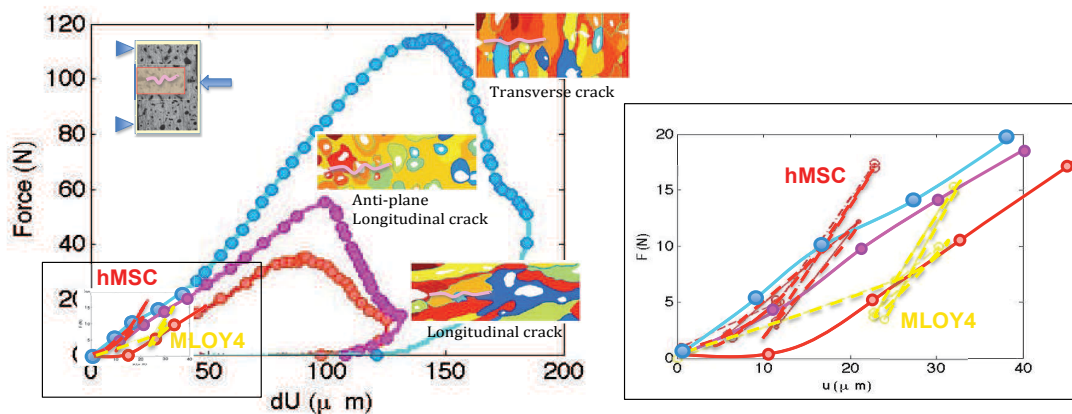 120
100
80
60
40
20
0
Force (N)
0
50
100
150
200
dU (μ m)
Transverse crack
Anti-plane
Longitudinal crack
Longitudinal crack
hMSC
MLOY4
20
15
10
5
0
F (N)
0
10
20
30
40
u (μ m)
hMSC
MLOY4